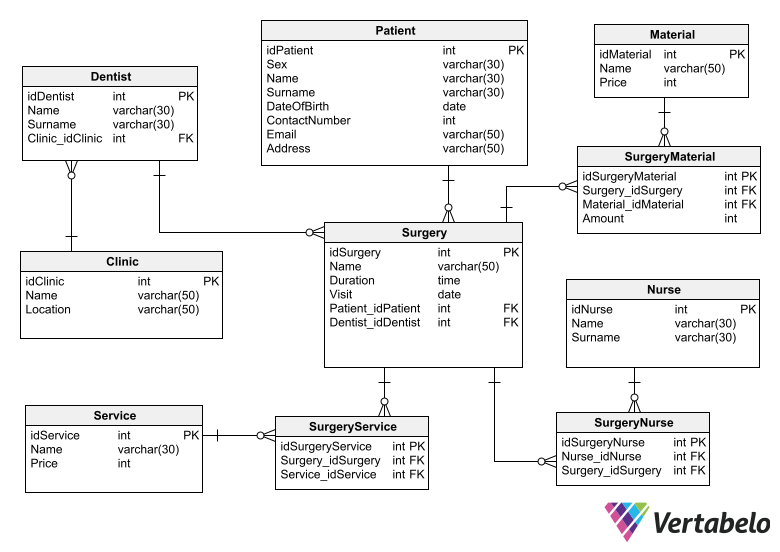 Patient
idPatient int PK
Sex varchar(30)
Name varchar(30)
Surname varchar(30)
DateOfBirth date
ContactNumber int
Email varchar(50)
Address varchar(50)
Material
idMaterial int PK
Name varchar(50)
Price int
Dentist
idDentist int PK
Name varchar(30)
Surname varchar(30)
Clinic_idClinic int FK
SurgeryMaterial
idSurgeryMaterial int PK
Surgery_idSurgery int FK
Material_idMaterial int FK
Amount int
Surgery
idSurgery int PK
Name varchar(50)
Duration time
Visit date
Patient_idPatient int FK
Dentist_idDentist int FK
Clinic
idClinic int PK
Name varchar(50)
Location varchar(50)
Nurse
idNurse int PK
Name varchar(30)
Surname varchar(30)
Service
idService int PK
Name varchar(30)
Price int
SurgeryService
idSurgeryService int PK
Surgery_idSurgery int FK
Service_idService int FK
SurgeryNurse
idSurgeryNurse int PK
Nurse_idNurse int FK
Surgery_idSurgery int FK
Vertabelo